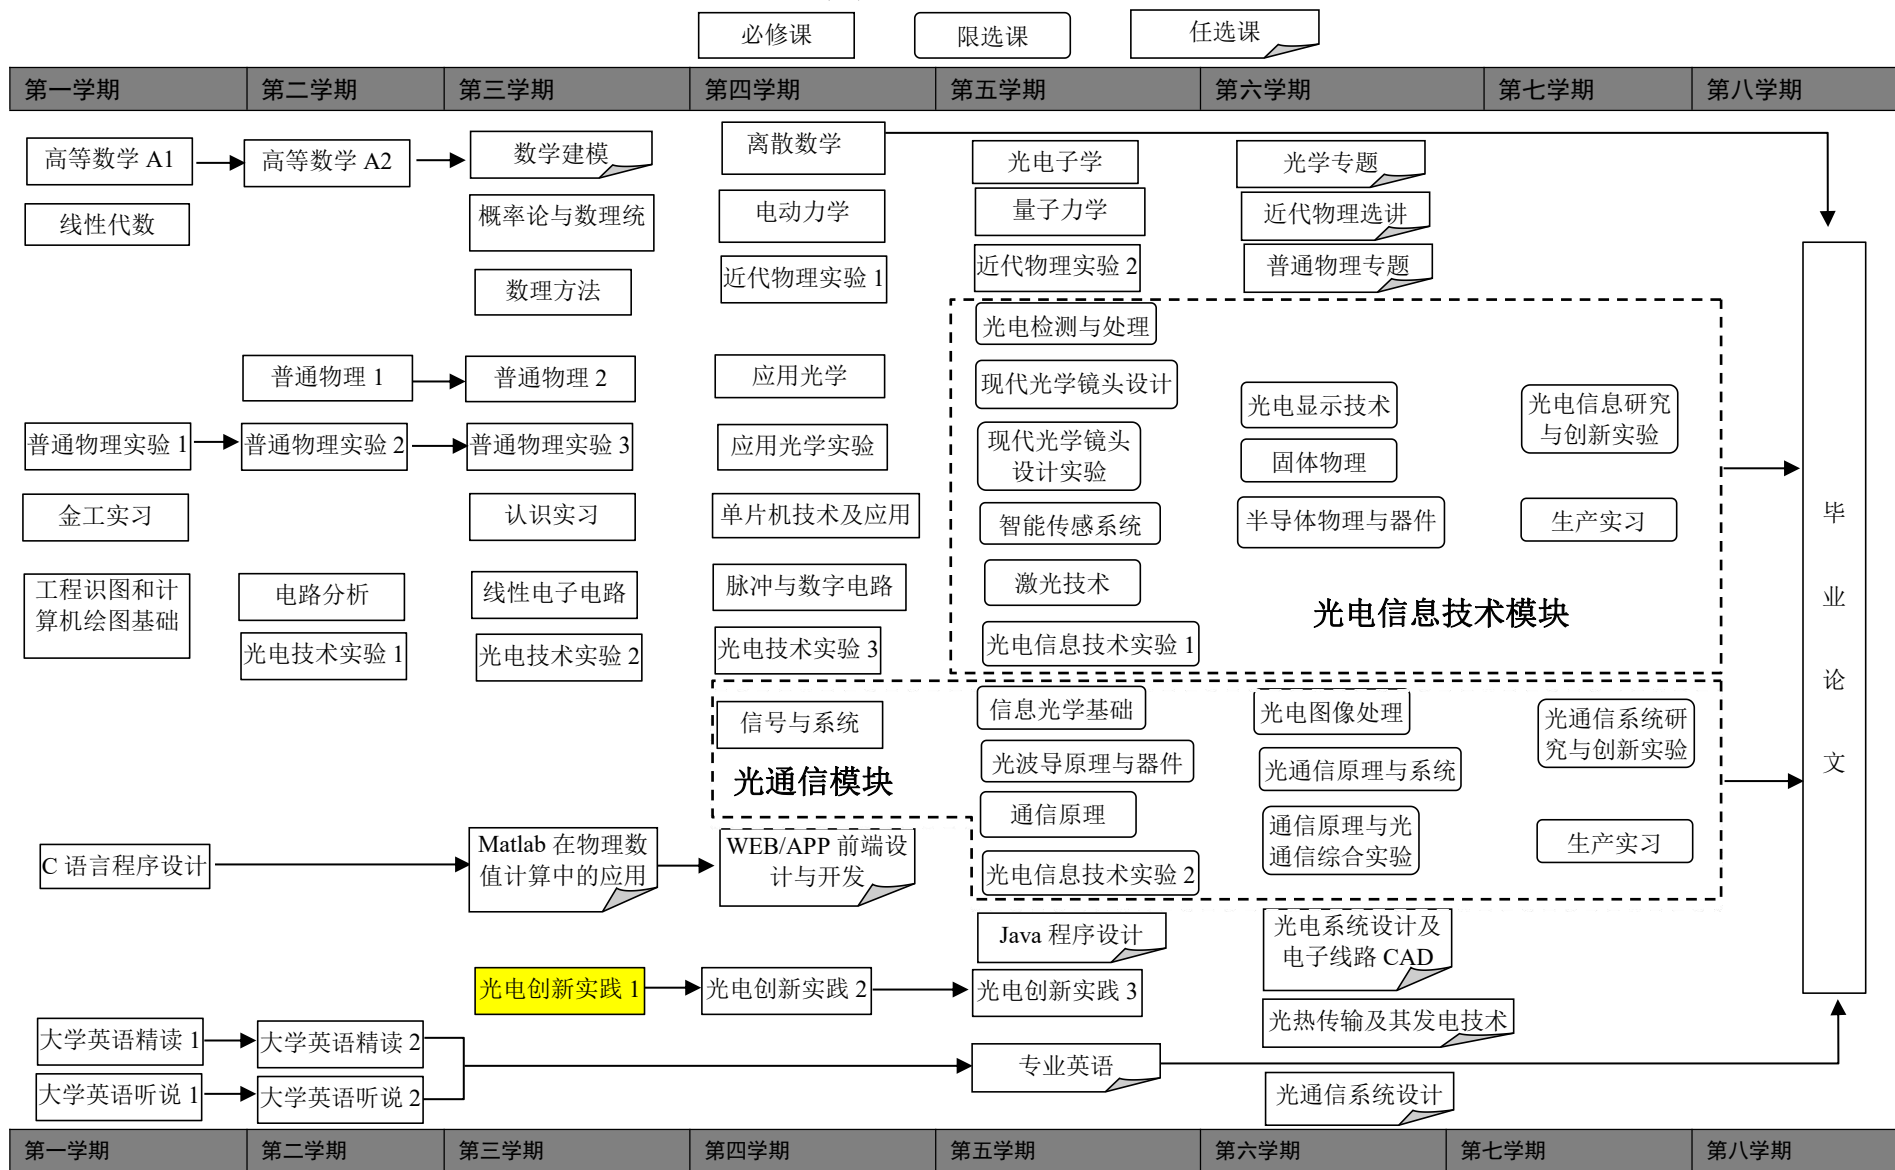 必修课
限选课
任选课
第一学期
第二学期
第三学期
第四学期
第五学期
第六学期
第七学期
第八学期
高等数学 A1
高等数学 A2
数学建模
离散数学
光电子学
光学专题
线性代数
概率论与数理统
电动力学
量子力学
近代物理选讲
数理方法
近代物理实验 1
近代物理实验 2
普通物理专题
光电检测与处理
普通物理 1
普通物理 2
应用光学
现代光学镜头设计
光电显示技术
光电信息研究
与创新实验
普通物理实验 1
普通物理实验 2
普通物理实验 3
应用光学实验
现代光学镜头
设计实验
固体物理
金工实习
认识实习
单片机技术及应用
智能传感系统
半导体物理与器件
生产实习
工程识图和计
算机绘图基础
电路分析
线性电子电路
脉冲与数字电路
激光技术
光电信息技术模块
光电技术实验 1
光电技术实验 2
光电技术实验 3
光电信息技术实验 1
信号与系统
信息光学基础
光电图像处理
光通信系统研
究与创新实验
光通信模块
光波导原理与器件
光通信原理与系统
通信原理
通信原理与光
通信综合实验
生产实习
C 语言程序设计
Matlab 在物理数
值计算中的应用
WEB/APP 前端设
计与开发
光电信息技术实验 2
Java 程序设计
光电系统设计及
电子线路 CAD
光电创新实践 1
光电创新实践 2
光电创新实践 3
光热传输及其发电技术
大学英语精读 1
大学英语精读 2
专业英语
大学英语听说 1
大学英语听说 2
光通信系统设计
毕
业
论
文
第一学期
第二学期
第三学期
第四学期
第五学期
第六学期
第七学期
第八学期